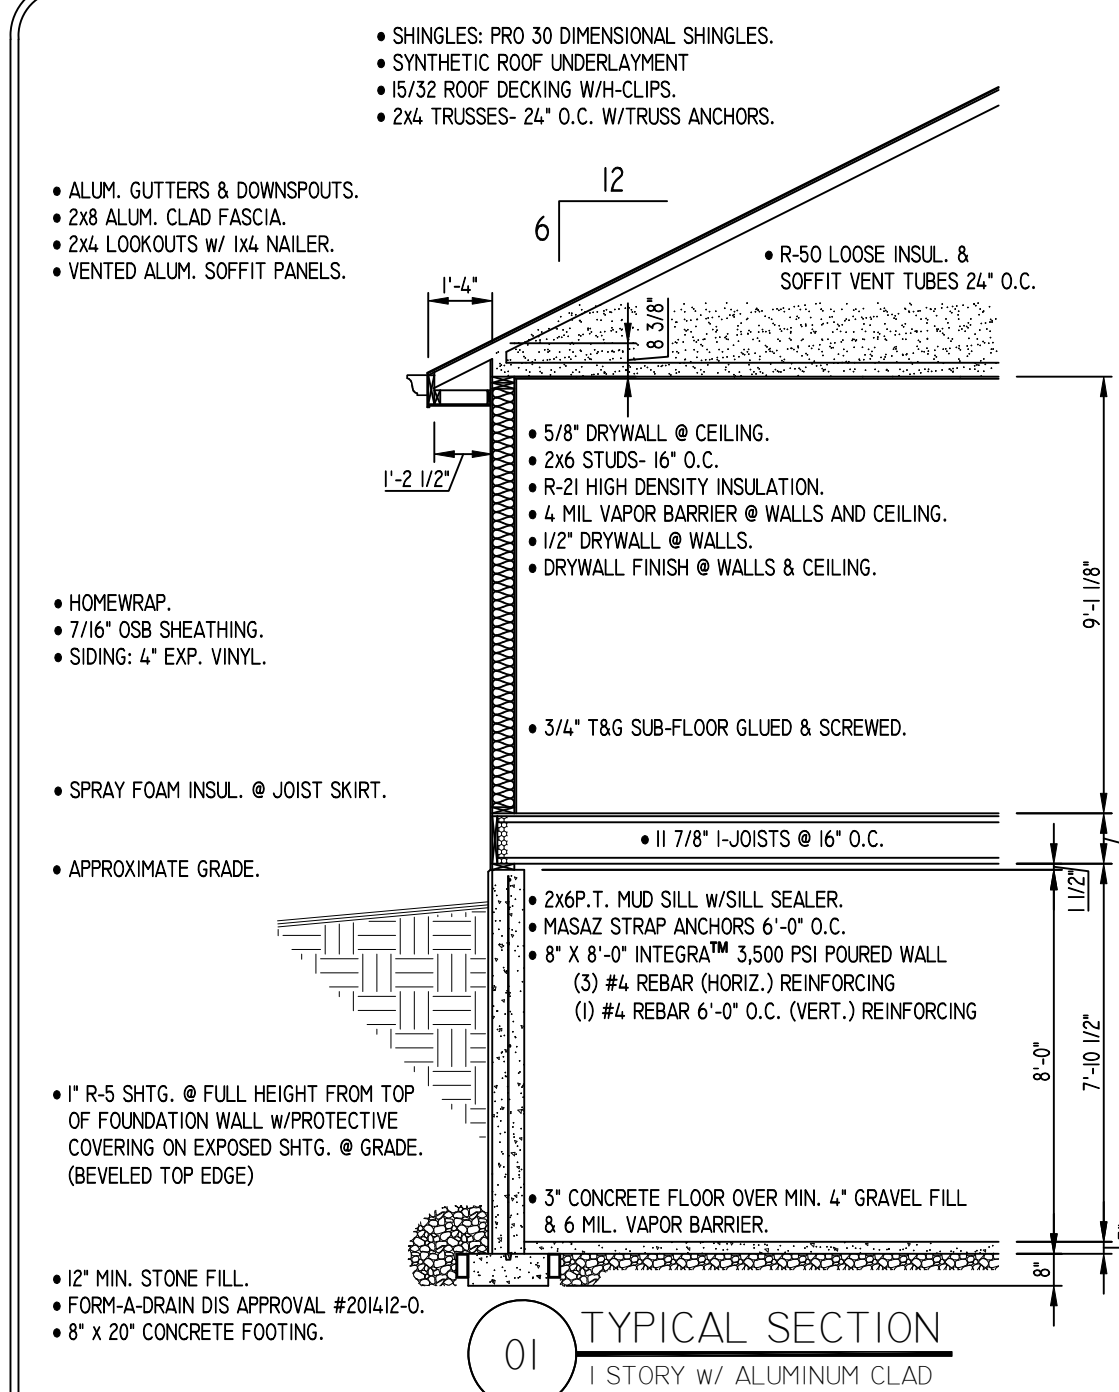 • SHINGLES: PRO 30 DIMENSIONAL SHINGLES.
• SYNTHETIC ROOF UNDERLAYMENT
• 15/32 ROOF DECKING W/H-CLIPS.
• 2x4 TRUSSES- 24" O.C. W/TRUSS ANCHORS.
12
6
• ALUM. GUTTERS & DOWNSPOUTS.
• 2x8 ALUM. CLAD FASCIA.
• 2x4 LOOKOUTS w/ 1x4 NAILER.
• VENTED ALUM. SOFFIT PANELS.
• R-50 LOOSE INSUL. &
SOFFIT VENT TUBES 24" O.C.
1'-4"
8 3/8"
1'-2 1/2"
• 5/8" DRYWALL @ CEILING.
• 2x6 STUDS- 16" O.C.
• R-21 HIGH DENSITY INSULATION.
• 4 MIL VAPOR BARRIER @ WALLS AND CEILING.
• 1/2" DRYWALL @ WALLS.
• DRYWALL FINISH @ WALLS & CEILING.
9'-1 1/8"
• HOMEWRAP.
• 7/16" OSB SHEATHING.
• SIDING: 4" EXP. VINYL.
• 3/4" T&G SUB-FLOOR GLUED & SCREWED.
• SPRAY FOAM INSUL. @ JOIST SKIRT.
• 11 7/8" I-JOISTS @ 16" O.C.
• APPROXIMATE GRADE.
1 1/2"
• 2x6P.T. MUD SILL w/SILL SEALER.
• MASAZ STRAP ANCHORS 6'-0" O.C.
• 8" X 8'-0" INTEGRA™ 3,500 PSI POURED WALL
(3) #4 REBAR (HORIZ.) REINFORCING
(1) #4 REBAR 6'-0" O.C. (VERT.) REINFORCING
8'-0"
7'-10 1/2"
• 1" R-5 SHTG. @ FULL HEIGHT FROM TOP
OF FOUNDATION WALL w/PROTECTIVE
COVERING ON EXPOSED SHTG. @ GRADE.
(BEVELED TOP EDGE)
• 3" CONCRETE FLOOR OVER MIN. 4" GRAVEL FILL
& 6 MIL. VAPOR BARRIER.
8"
• 12" MIN. STONE FILL.
• FORM-A-DRAIN DIS APPROVAL #201412-O.
• 8" X 20" CONCRETE FOOTING.
01
TYPICAL SECTION
1 STORY w/ ALUMINUM CLAD